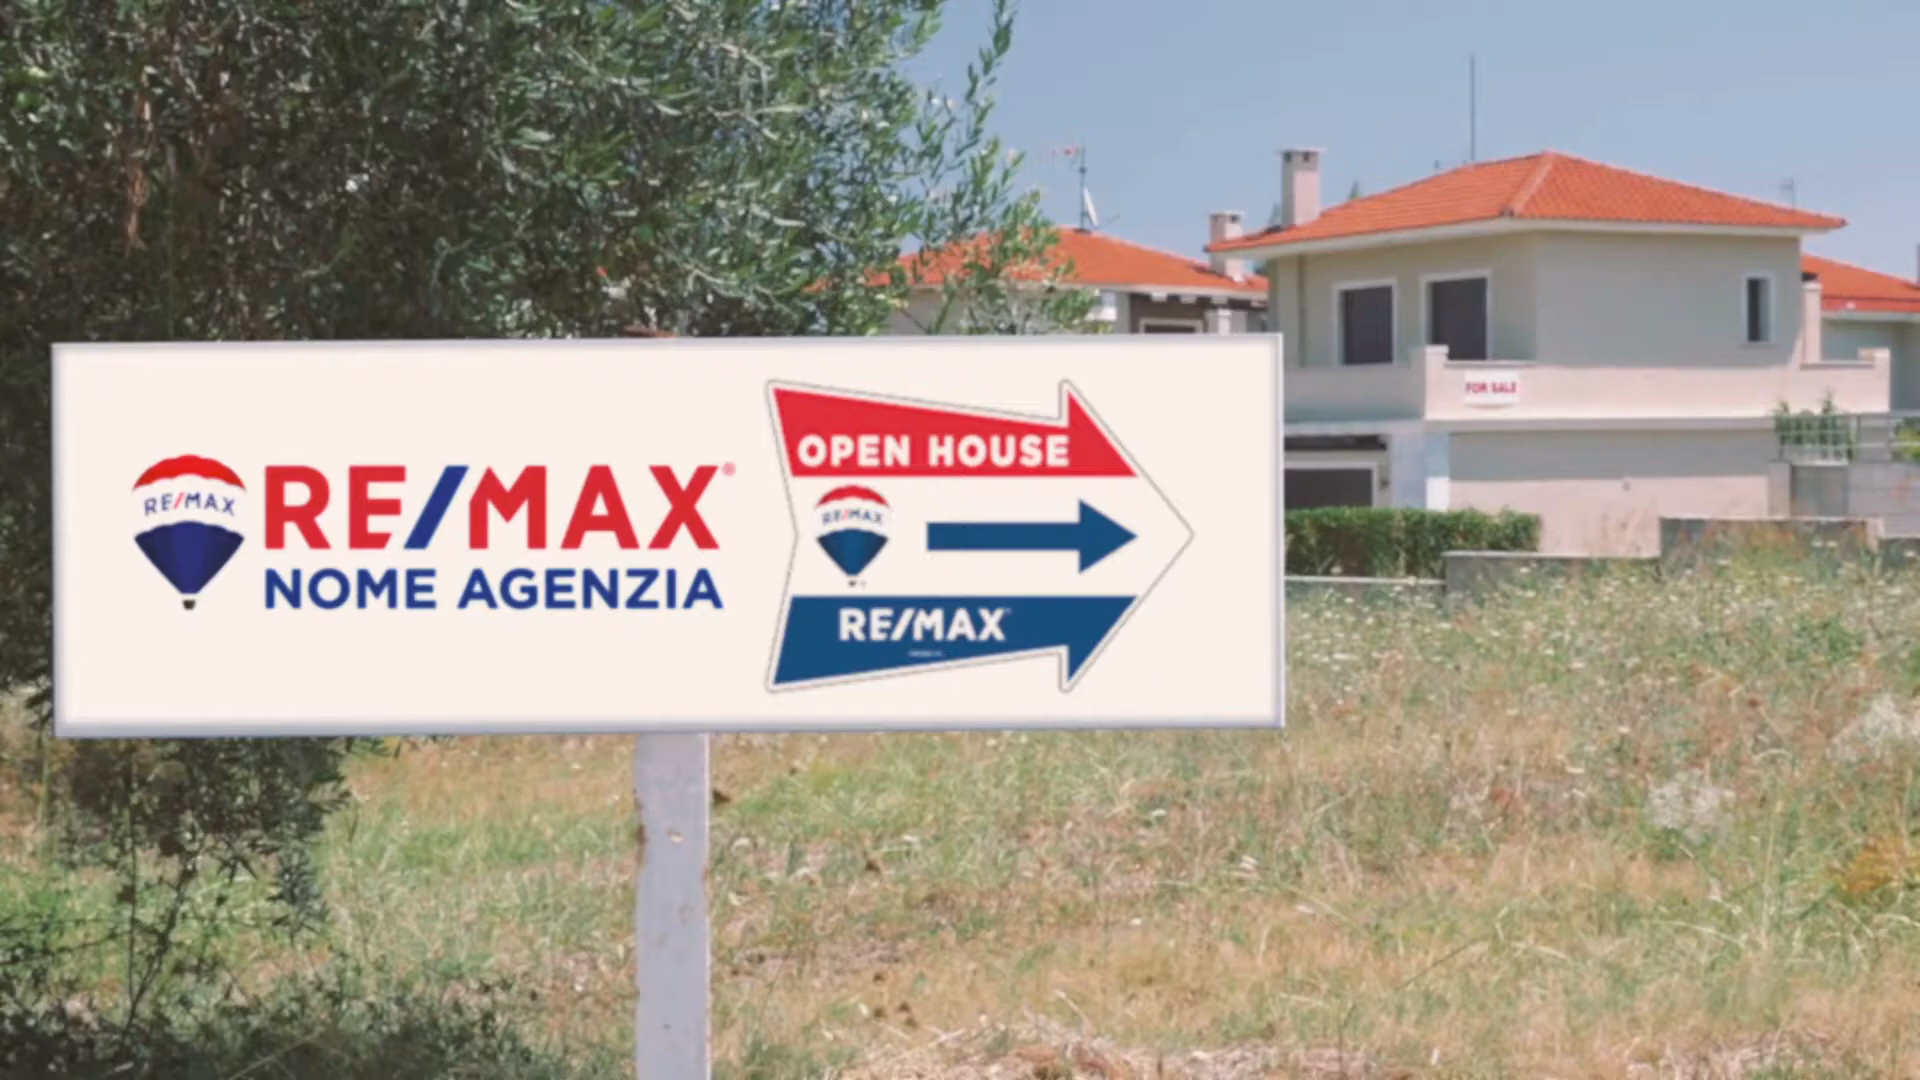 RE/MAX
RE/MAX®
NOME AGENZIA
OPEN HOUSE
RE/MAX
RE/MAX
FOR SALE